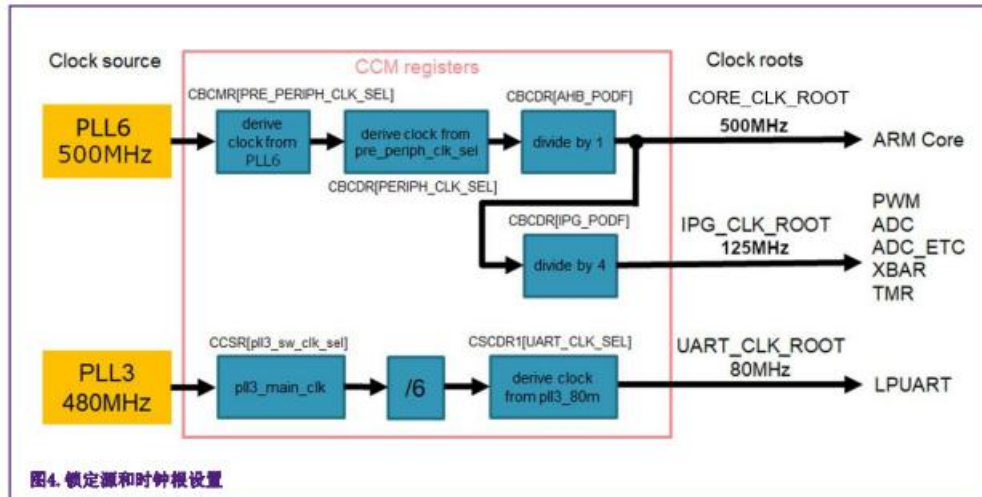 Clock source
CCM registers
Clock roots
CBCMR[PRE_PERIPH_CLK_SEL]
CBCDR[AHB_PODF]
CORE_CLK_ROOT
500MHz
PLL6
500MHz
derive
clock from
PLL6
derive clock from
pre_periph_clk_sel
divide by 1
ARM Core
CBCDR[PERIPH_CLK_SEL]
CBCDR[IPG_PODF]
divide by 4
IPG_CLK_ROOT
125MHz
PWM
ADC
ADC_ETC
XBAR
TMR
CCSR[pll3_sw_clk_sel]
CSCDR1[UART_CLK_SEL]
UART_CLK_ROOT
80MHz
PLL3
480MHz
pll3_main_clk
/6
derive clock
from pll3_80m
LPUART
图4. 锁定源和时钟根设置